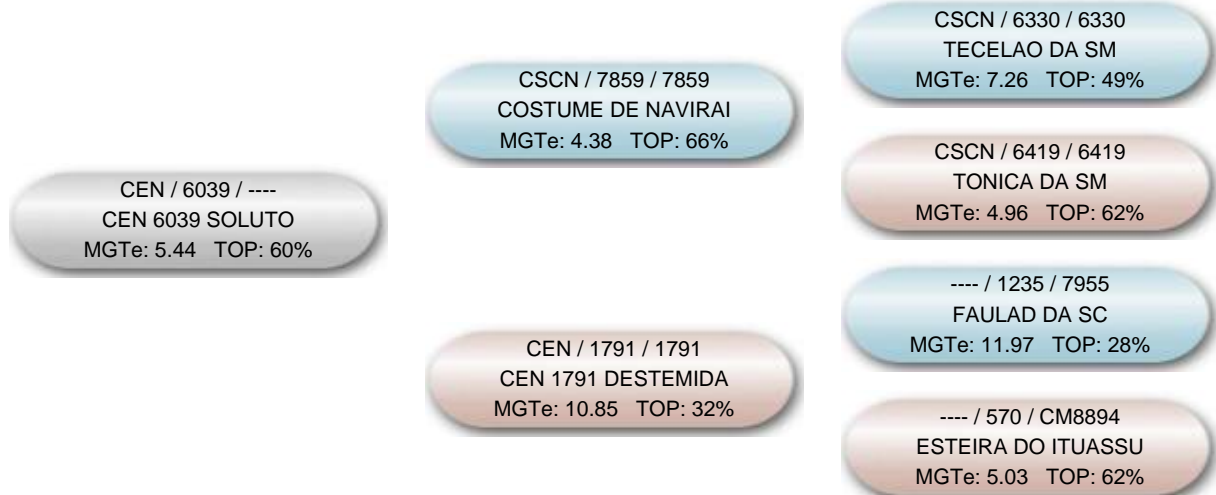 CEN / 6039 / ----
CEN 6039 SOLUTO
MGTe: 5.44 TOP: 60%
CSCN / 7859 / 7859
COSTUME DE NAVIRAI
MGTe: 4.38 TOP: 66%
CEN / 1791 / 1791
CEN 1791 DESTEMIDA
MGTe: 10.85 TOP: 32%
CSCN / 6330 / 6330
TECELAO DA SM
MGTe: 7.26 TOP: 49%
CSCN / 6419 / 6419
TONICA DA SM
MGTe: 4.96 TOP: 62%
---- / 1235 / 7955
FAULAD DA SC
MGTe: 11.97 TOP: 28%
---- / 570 / CM8894
ESTEIRA DO ITUASSU
MGTe: 5.03 TOP: 62%